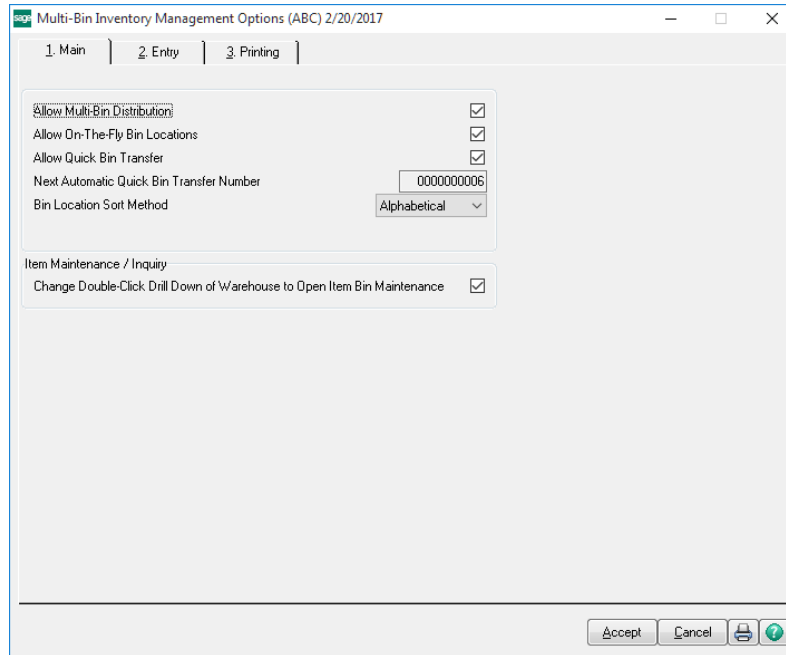 sage Multi-Bin Inventory Management Options (ABC) 2/20/2017
1. Main 2. Entry 3. Printing
Allow Multi-Bin Distribution
Allow On-The-Fly Bin Locations
Allow Quick Bin Transfer
Next Automatic Quick Bin Transfer Number 0000000006
Bin Location Sort Method Alphabetical
Item Maintenance / Inquiry
Change Double-Click Drill Down of Warehouse to Open Item Bin Maintenance
Accept Cancel ?